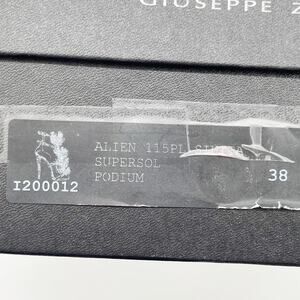 GIUSEPPE Z
ALIEN 115PL
SUPERSOL
PODIUM
I200012
38